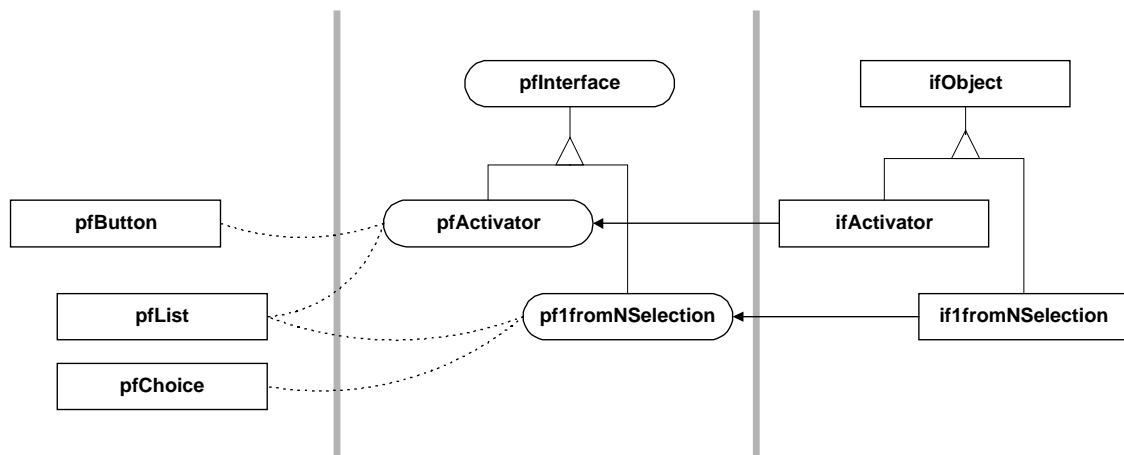 pfInterface
ifObject
pfButton
pfActivator
ifActivator
pfList
pf1fromNSelection
if1fromNSelection
pfChoice